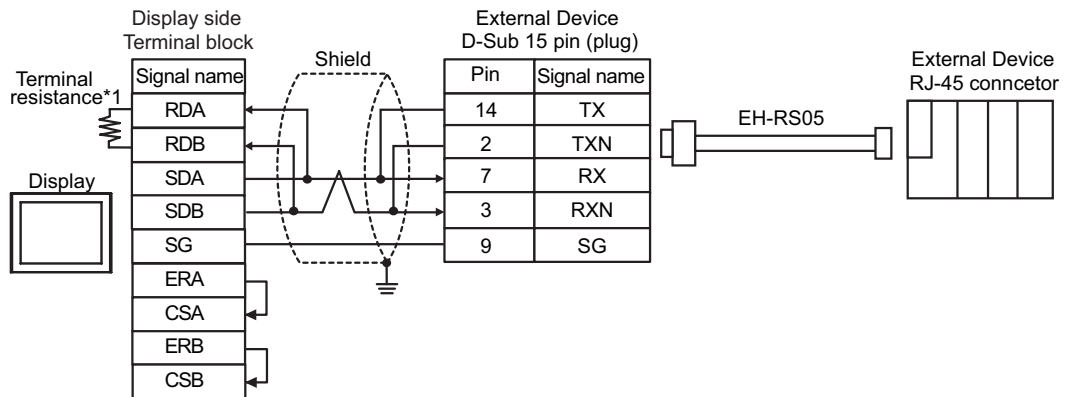 Display side
Terminal block
External Device
D-Sub 15 pin (plug)
External Device
RJ-45 conncetor
Shield
Terminal
resistance*1
Signal name
Pin Signal name
RDA 14 TX
EH-RS05
RDB 2 TXN
Display
SDA 7 RX
SDB 3 RXN
SG 9 SG
ERA
CSA
ERB
CSB